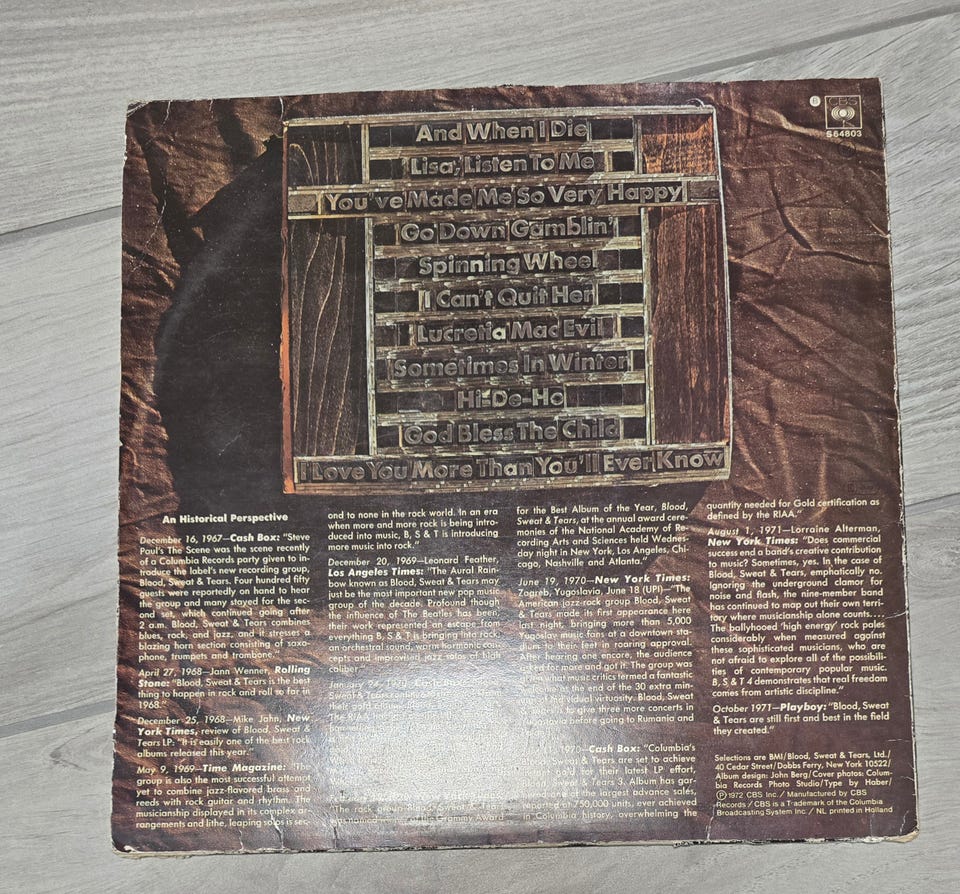 B
CBS
S 64803
And When I Die
Lisa, Listen To Me
You've Made Me So Very Happy
Go Down Gamblin'
Spinning Wheel
I Can't Quit Her
Lucretia Mac Evil
Sometimes In Winter
Hi-De-Ho
God Bless The Child
I Love You More Than You'll Ever Know
An Historical Perspective
December 16, 1967—Cash Box: "Steve
Paul's The Scene was the scene recently
of a Columbia Records party given to in-
troduce the label's new recording group,
Blood, Sweat & Tears. Four hundred fifty
guests were reportedly on hand to hear
the group and many stayed for the sec-
ond set, which continued going after
2 a.m. Blood, Sweat & Tears combines
blues, rock, and jazz, and it stresses a
blazing horn section consisting of saxo-
phone, trumpets and trombone."
April 27, 1968—Jann Wenner, Rolling
Stone: "Blood, Sweat & Tears is the best
thing to happen in rock and roll so far in
1968."
December 25, 1968—Mike Jahn, New
York Times, review of Blood, Sweat &
Tears LP: "It is easily one of the best rock
albums released this year."
May 9, 1969—Time Magazine: "The
group is also the most successful attempt
yet to combine jazz-flavored brass and
reeds with rock guitar and rhythm. The
musicianship displayed in its complex ar-
rangements and lithe, leaping solos is sec-
ond to none in the rock world. In an era
when more and more rock is being intro-
duced into music, B, S & T is introducing
more music into rock."
December 20, 1969—Leonard Feather,
Los Angeles Times: "The Aural Rain-
bow known as Blood, Sweat & Tears may
just be the most important new pop music
group of the decade. Profound though
the influence of The Beatles has been,
their work represented an escape from
everything B, S & T is bringing into rock:
an orchestral sound, warm harmonic con-
cepts and improvised jazz solos of high
caliber."
January 24, 1970
Sweat & Tears
The rock group Blood, Sweat & Tears
was named of the Grammy Award
for the Best Album of the Year, Blood,
Sweat & Tears, at the annual award cere-
monies of the National Academy of Re-
cording Arts and Sciences held Wednes-
day night in New York, Los Angeles, Chi-
cago, Nashville and Atlanta."
June 19, 1970—New York Times:
Zagreb, Yugoslavia, June 18 (UPI)—"The
American jazz-rock group Blood, Sweat
& Tears made its first appearance here
last night, bringing more than 5,000
Yugoslav music fans at a downtown sta-
dium to their feet in roaring approval.
After hearing one encore, the audience
asked for more and got it. The group was
what music critics termed a fantastic
at the end of the 30 extra min-
individual virtuosity. Blood, Sweat
to give three more concerts in
Yugoslavia before going to Rumania and
1970—Cash Box: "Columbia's
Blood, Sweat & Tears are set to achieve
gold for their latest LP effort,
Sweat & Tears 3. Album has gar-
of the largest advance sales,
reported at 750,000 units, ever achieved
in Columbia history, overwhelming the
quantity needed for Gold certification as
defined by the RIAA."
August 1, 1971—Lorraine Alterman,
New York Times: "Does commercial
success end a band's creative contribution
to music? Sometimes, yes. In the case of
Blood, Sweat & Tears, emphatically no.
Ignoring the underground clamor for
noise and flash, the nine-member band
has continued to map out their own terri-
tory where musicianship alone counts.
The ballyhooed 'high energy' rock pales
considerably when measured against
these sophisticated musicians, who are
not afraid to explore all of the possibili-
ties of contemporary popular music.
B, S & T 4 demonstrates that real freedom
comes from artistic discipline."
October 1971—Playboy: "Blood, Sweat
& Tears are still first and best in the field
they created."
Selections are BMI/Blood, Sweat & Tears, Ltd./
40 Cedar Street/Dobbs Ferry, New York 10522/
Album design: John Berg/Cover photos: Colum-
bia Records Photo Studio/Type by Haber/
Ⓟ 1972 CBS Inc./ Manufactured by CBS
Records / CBS is a Trademark of the Columbia
Broadcasting System Inc. / NL printed in Holland